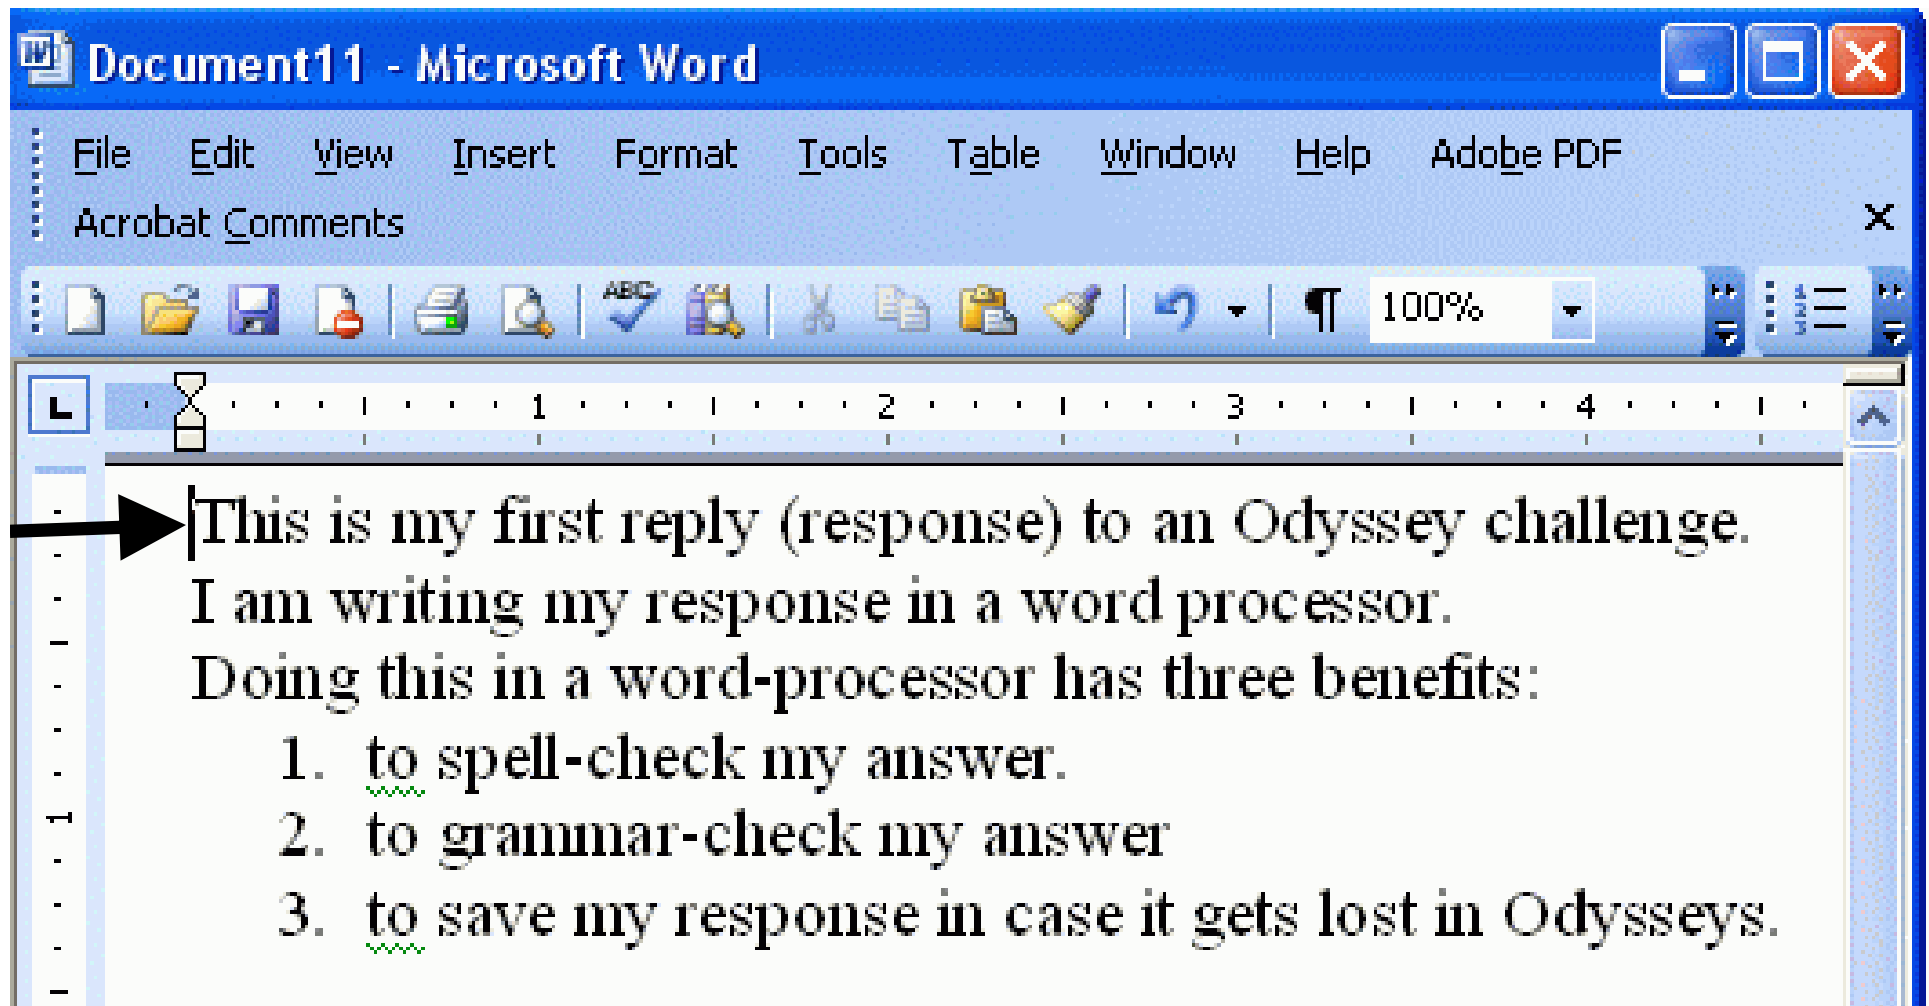 Document11 - Microsoft Word
File Edit View Insert Format Tools Table Window Help Adobe PDF
Acrobat Comments
ABC 100%
1 2 3 4
This is my first reply (response) to an Odyssey challenge.
I am writing my response in a word processor.
Doing this in a word-processor has three benefits:
1. to spell-check my answer.
2. to grammar-check my answer
3. to save my response in case it gets lost in Odysseys.
1